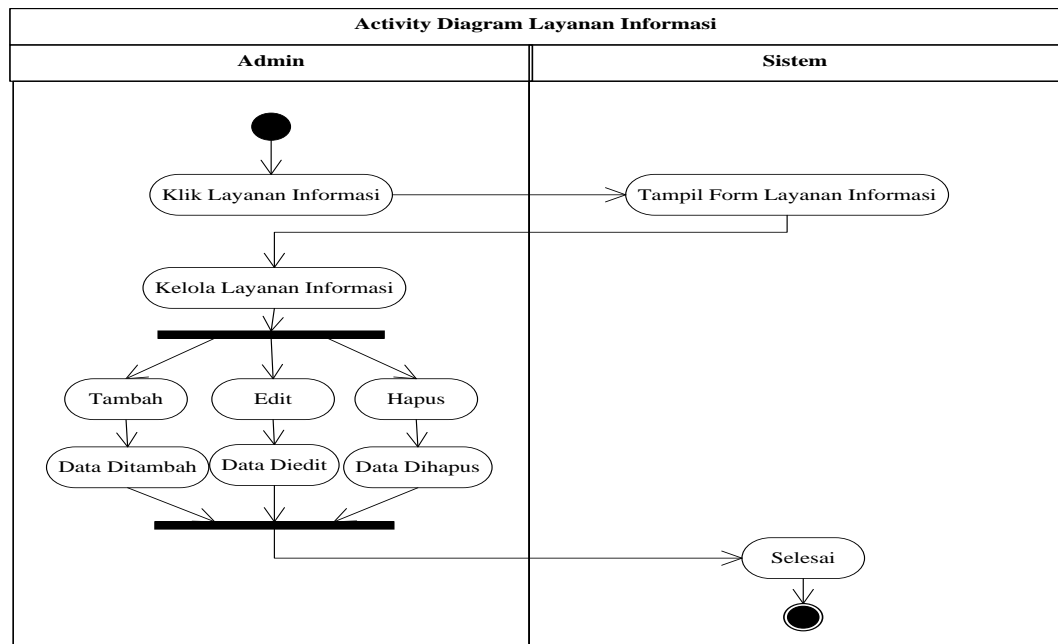 Activity Diagram Layanan Informasi
Admin
Sistem
Klik Layanan Informasi
Tampil Form Layanan Informasi
Kelola Layanan Informasi
Tambah
Edit
Hapus
Data Ditambah
Data Diedit
Data Dihapus
Selesai